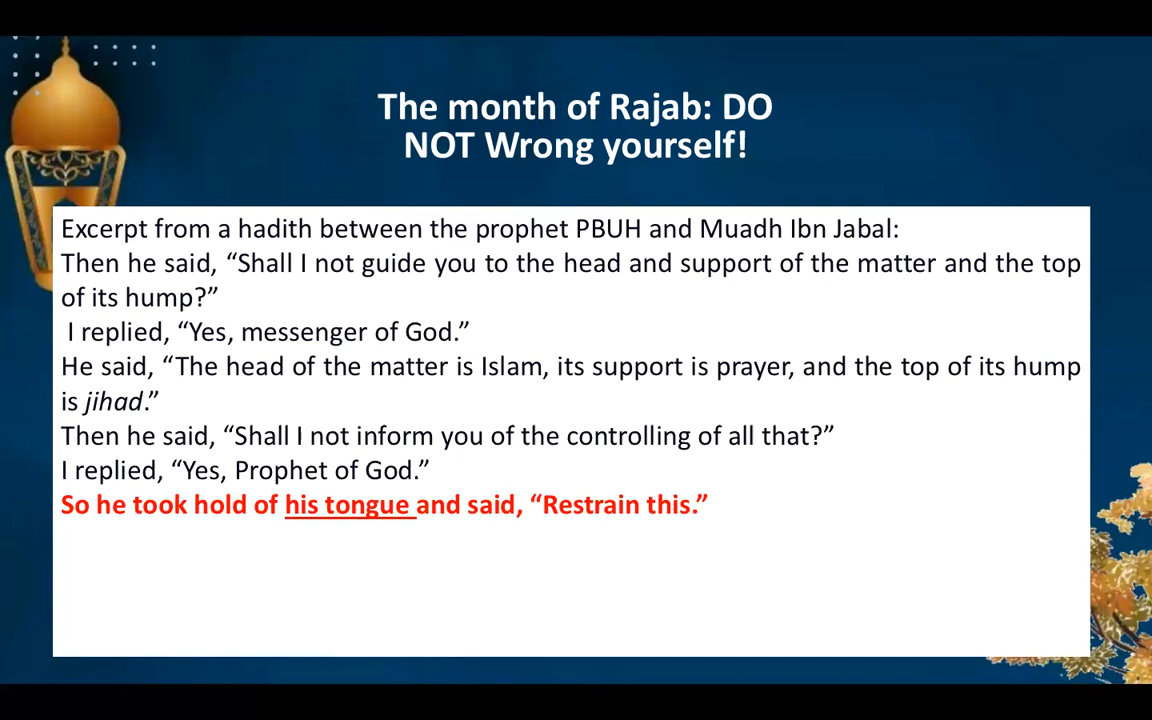 The month of Rajab: DO
NOT Wrong yourself!
Excerpt from a hadith between the prophet PBUH and Muadh Ibn Jabal:
Then he said, “Shall I not guide you to the head and support of the matter and the top
of its hump?”
I replied, “Yes, messenger of God.”
He said, “The head of the matter is Islam, its support is prayer, and the top of its hump
is jihad.”
Then he said, “Shall I not inform you of the controlling of all that?”
I replied, “Yes, Prophet of God.”
So he took hold of his tongue and said, “Restrain this.”